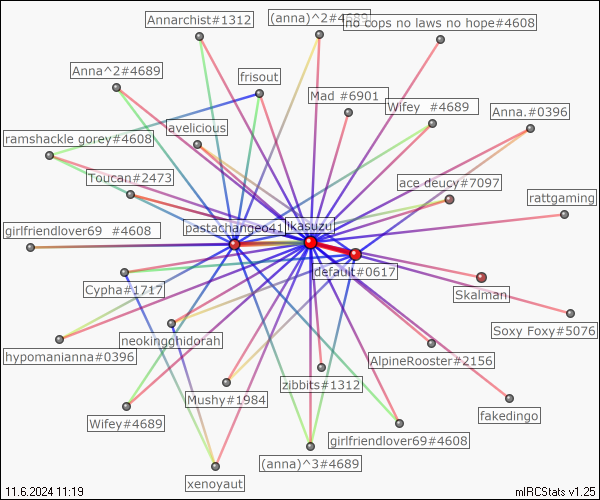 Annarchist#1312
(anna)^2#4689
no cops no laws no hope#4608
Anna^2#4689
frisout
Mad #6901
Wifey #4689
Anna.#0396
avelicious
ramshackle gorey#4608
Toucan#2473
ace deucy#7097
rattgaming
girlfriendlover69 #4608
pastachangeo41
ikasuzu
default#0617
Cypha#1717
Skalman
neokingghidorah
Soxy Foxy#5076
hypomanianna#0396
AlpineRooster#2156
zibbits#1312
Mushy#1984
fakedingo
Wifey#4689
girlfriendlover69#4608
(anna)^3#4689
xenoyaut
11.6.2024 11:19
mIRCStats v1.25